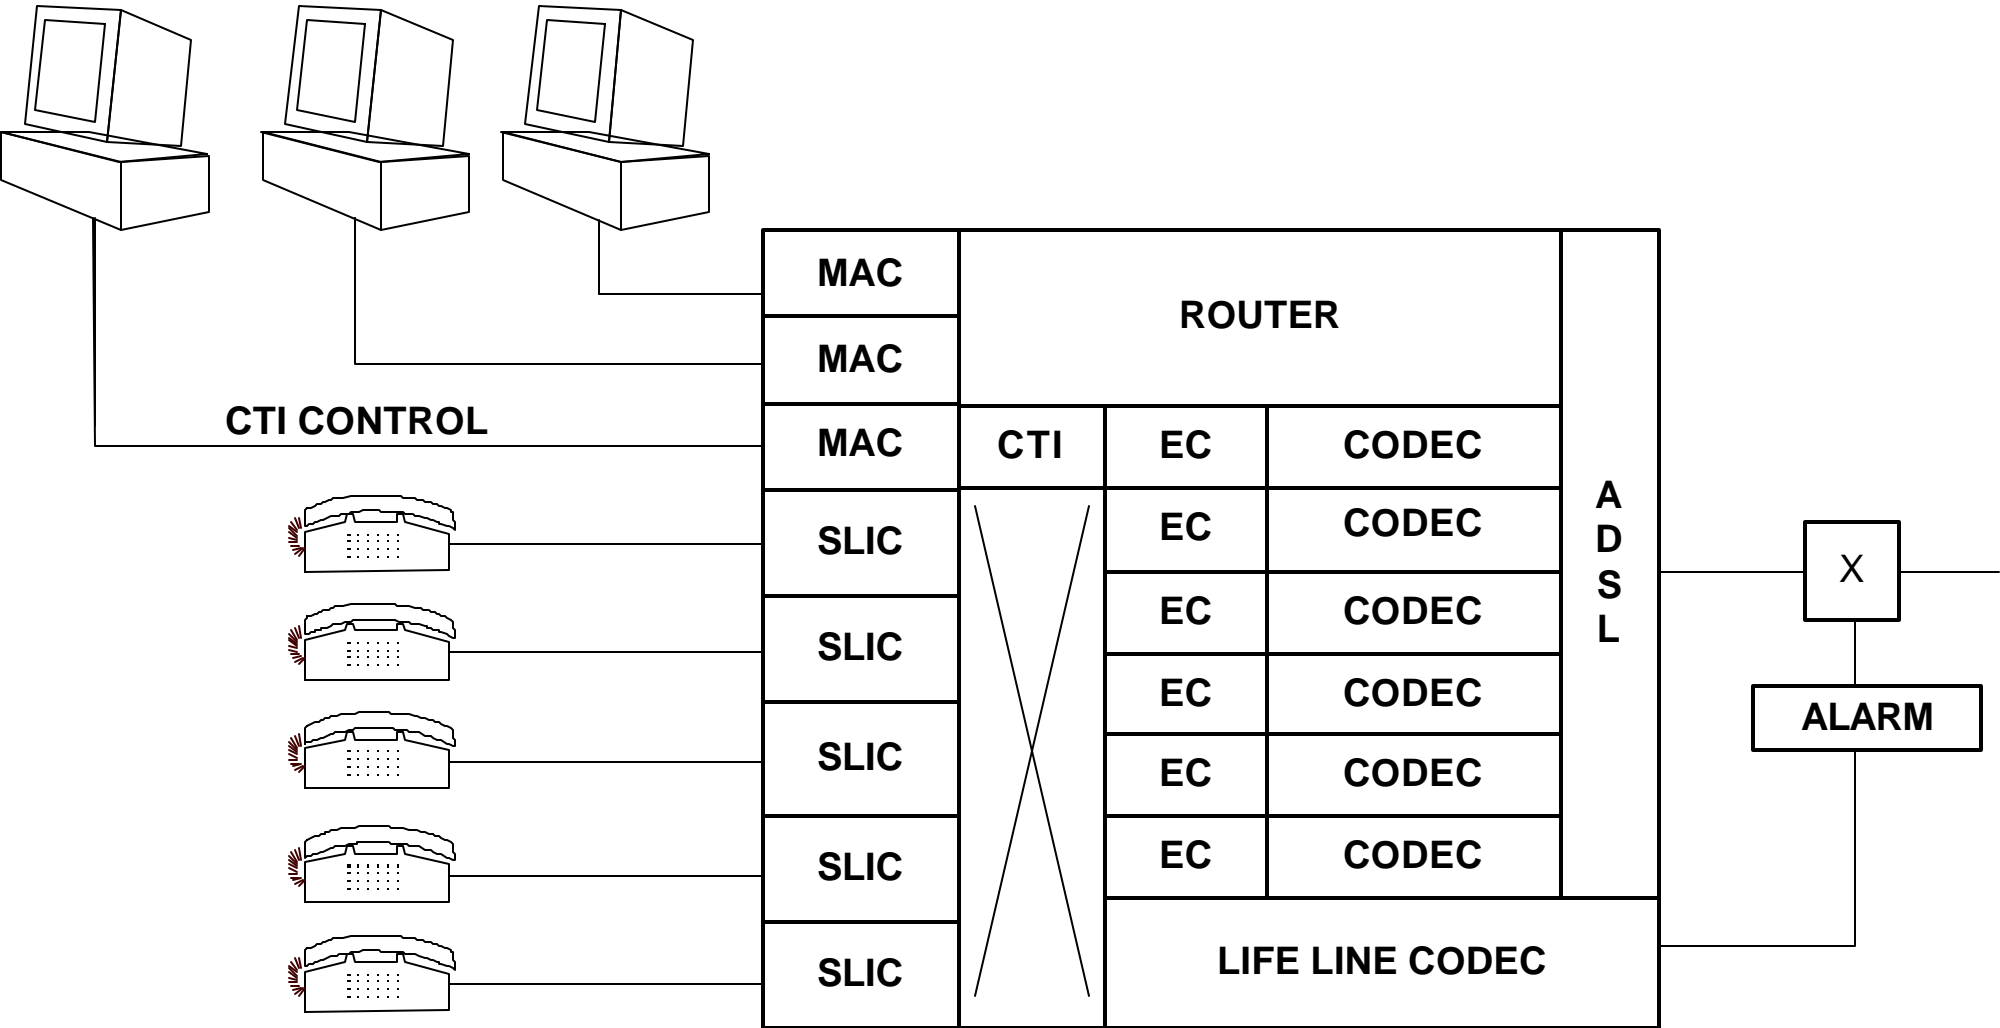 MAC
ROUTER
MAC
CTI CONTROL
MAC
CTI
EC
CODEC
SLIC
EC
CODEC
A
D
S
L
X
SLIC
EC
CODEC
EC
CODEC
ALARM
SLIC
EC
CODEC
SLIC
EC
CODEC
SLIC
LIFE LINE CODEC